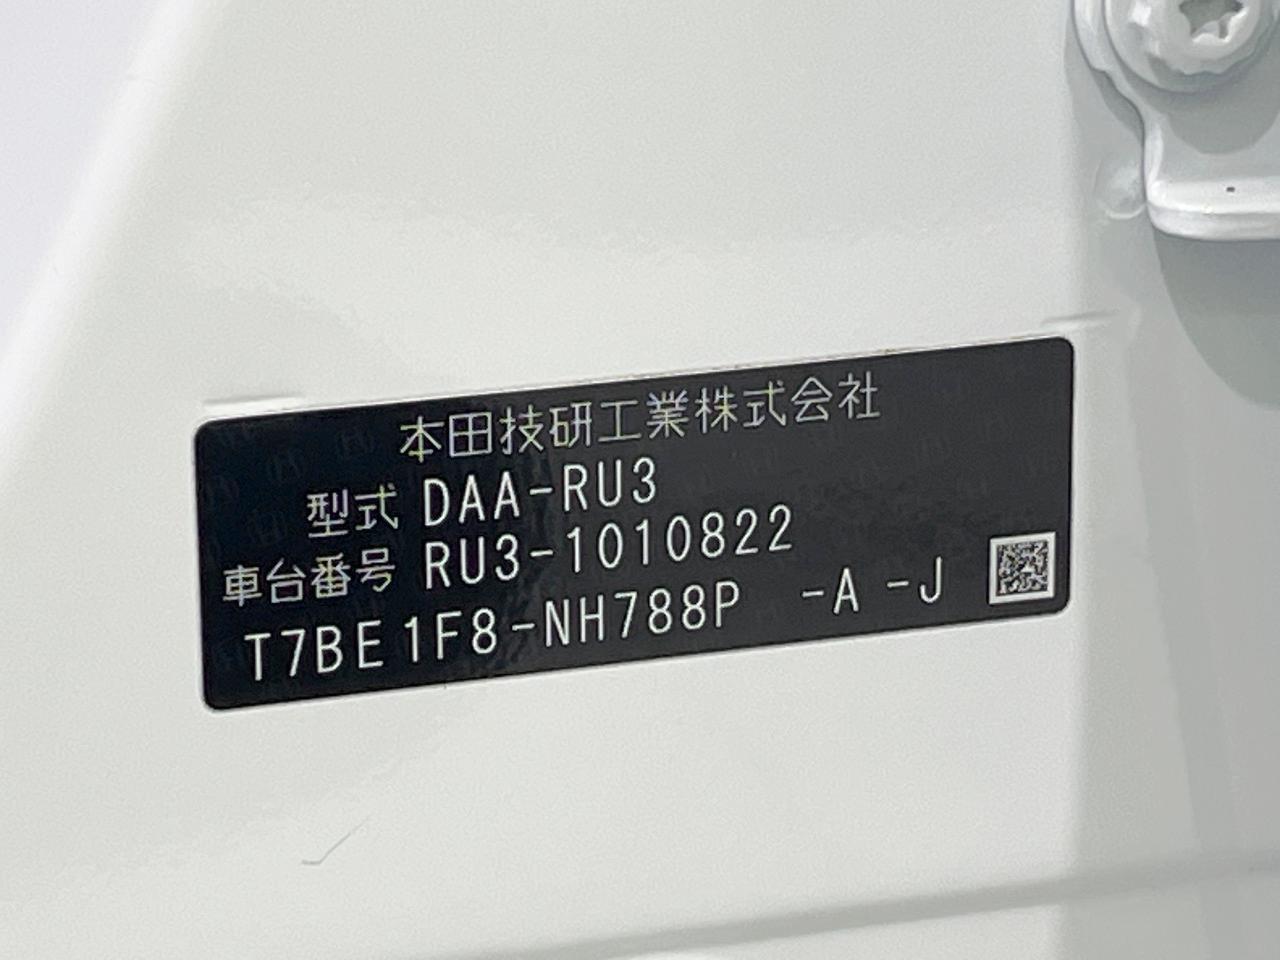 本田技研工業株式会社
型式 DAA-RU3
車台番号 RU3-1010822
T7BE1F8-NH788P -A -J